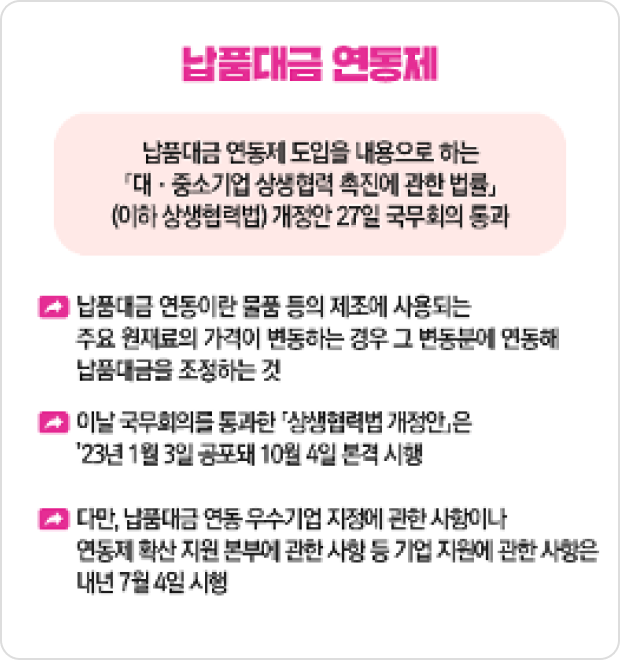 납품대금 연동제
납품대금 연동제 도입을 내용으로 하는
「대·중소기업 상생협력 촉진에 관한 법률」
(이하 상생협력법) 개정안 27일 국무회의 통과
납품대금 연동이란 물품 등의 제조에 사용되는
주요 원재료의 가격이 변동하는 경우 그 변동분에 연동해
납품대금을 조정하는 것
이날 국무회의를 통과한 「상생협력법 개정안」은
'23년 1월 3일 공포돼 10월 4일 본격 시행
다만, 납품대금 연동 우수기업 지정에 관한 사항이나
연동제 확산 지원 본부에 관한 사항 등 기업 지원에 관한 사항은
내년 7월 4일 시행